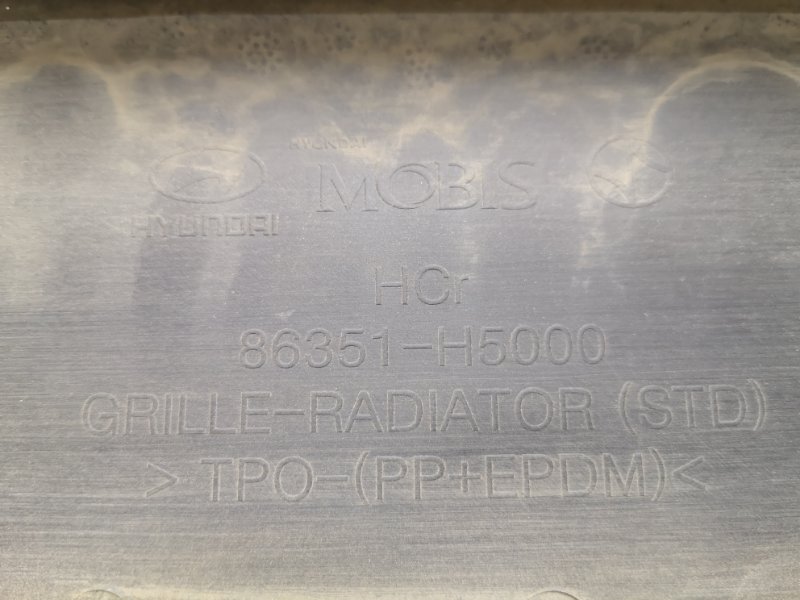 HYUNDAI
MOBIS
HYUNDAI
HCr
86351-H5000
GRILLE-RADIATOR (STD)
> TPO-(PP+EPDM) <